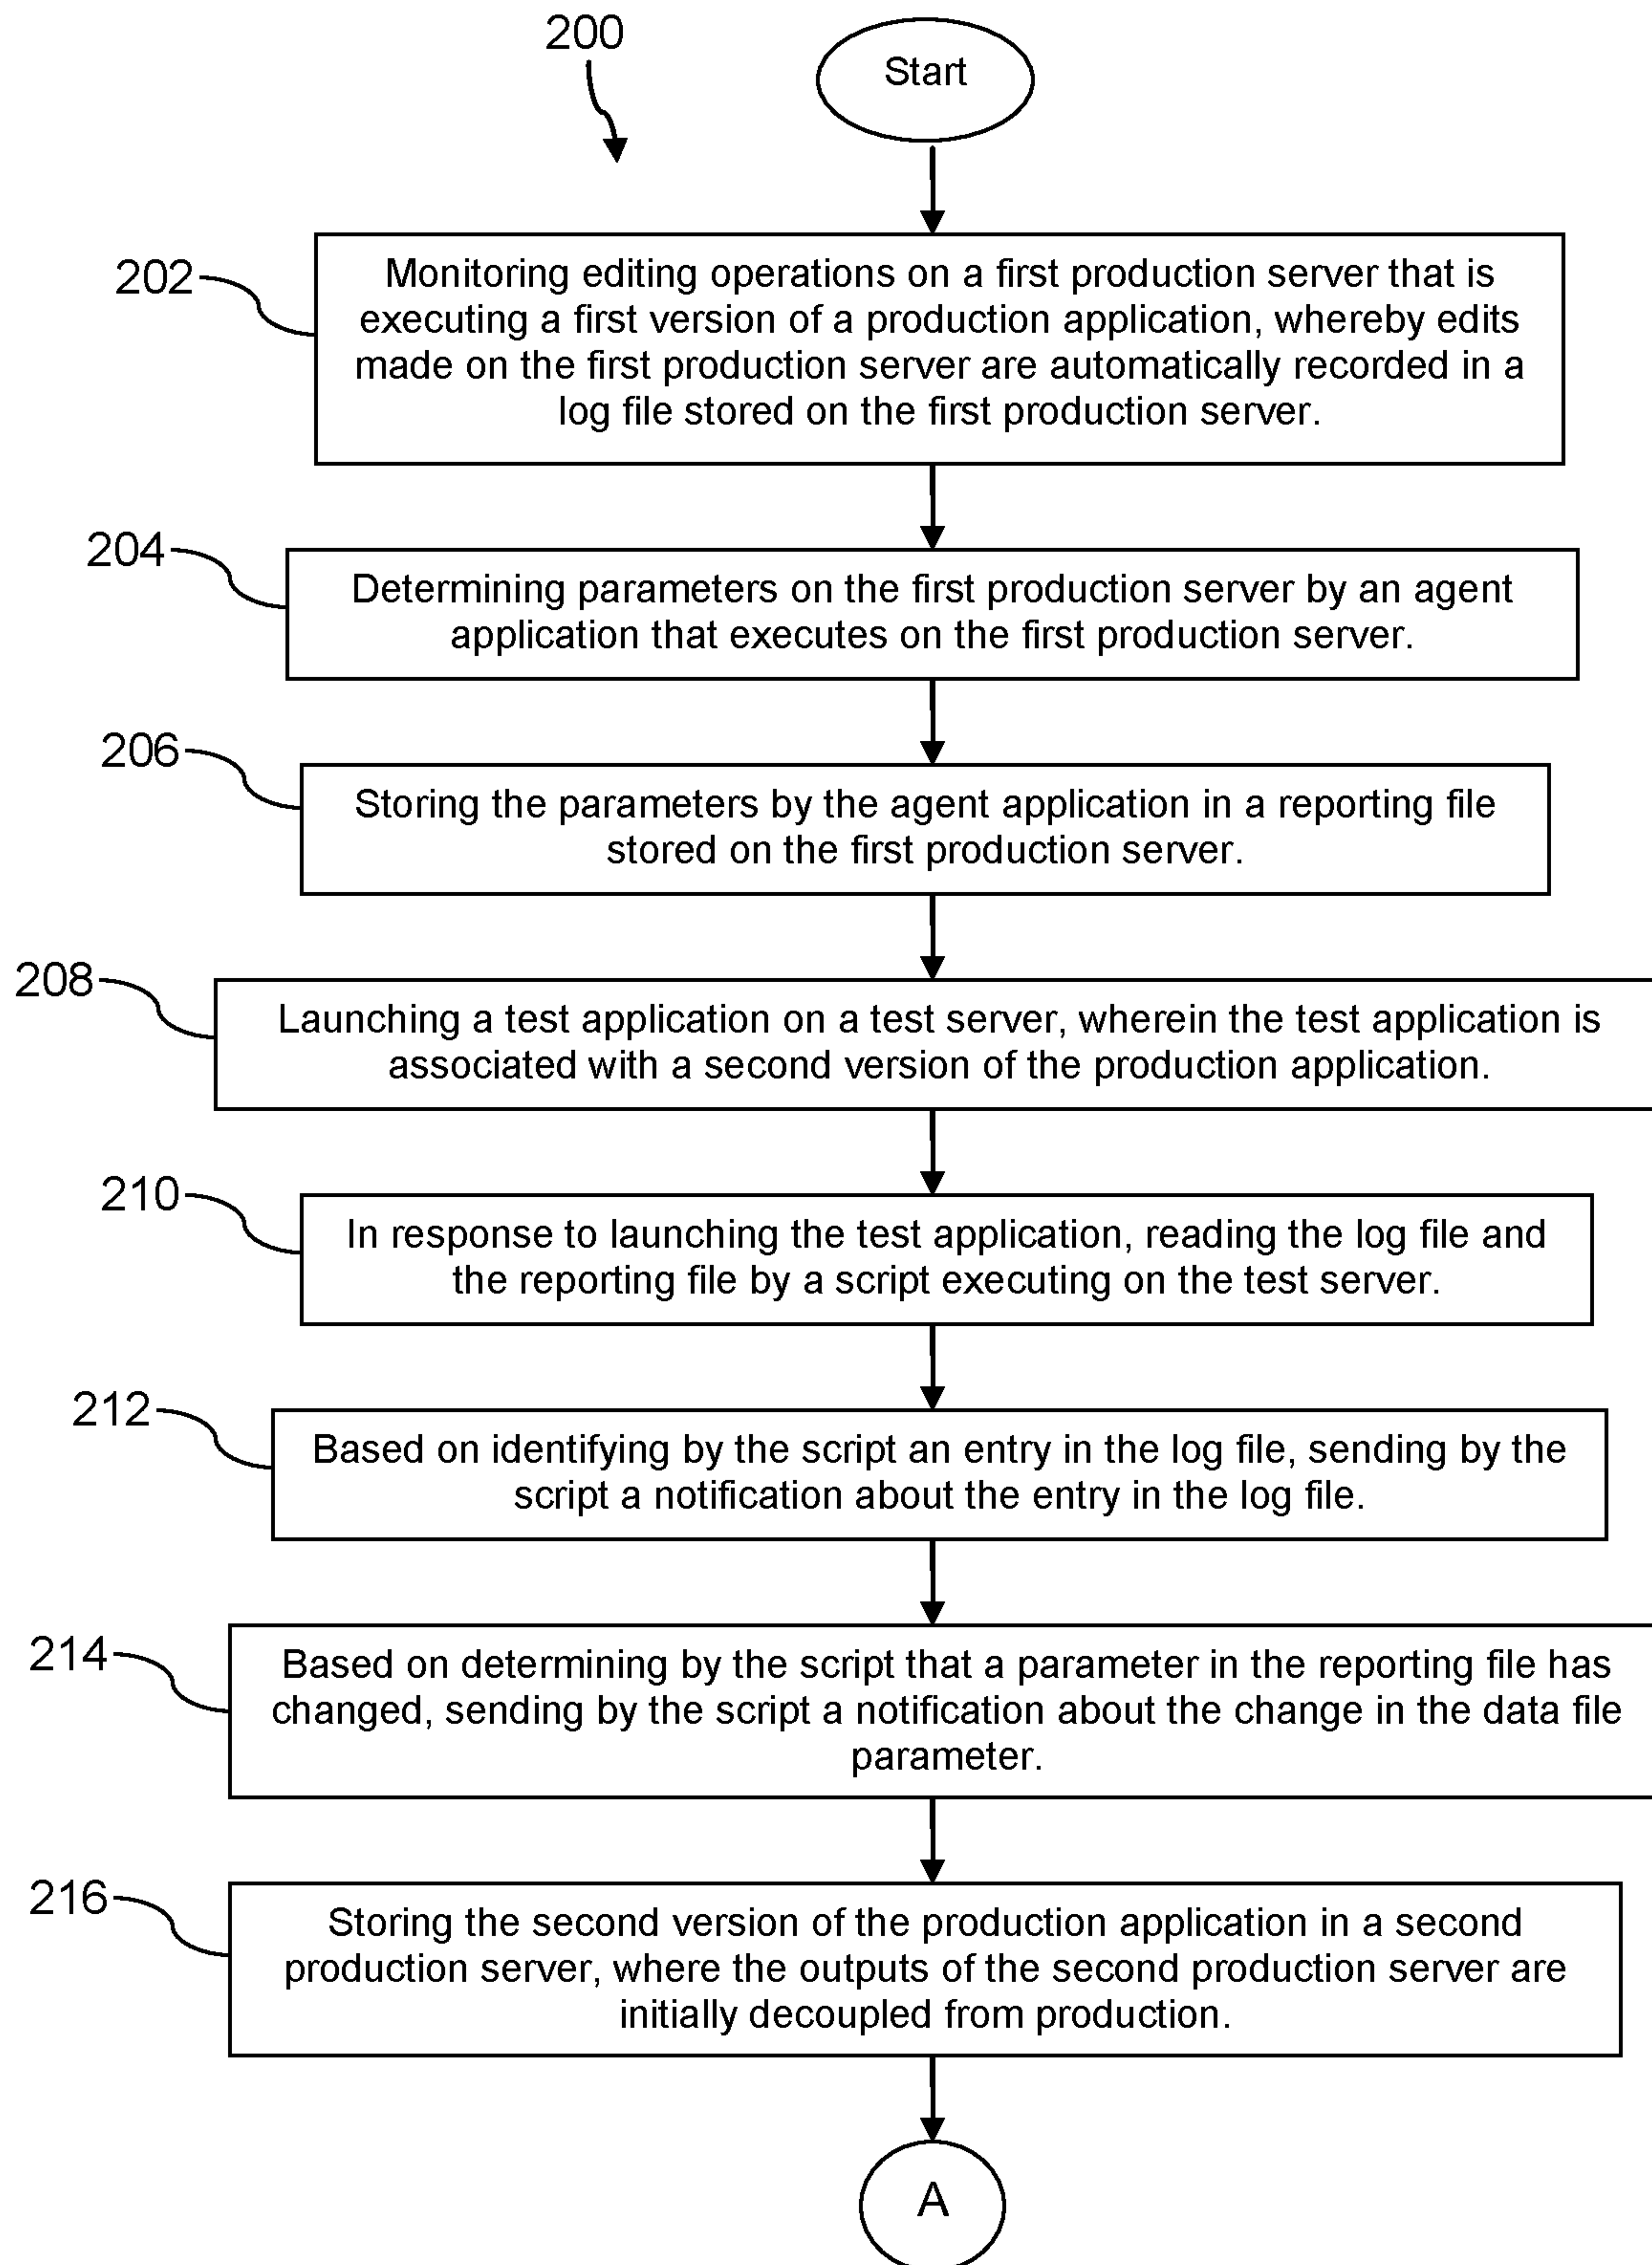 200
Start
202
Monitoring editing operations on a first production server that is
executing a first version of a production application, whereby edits
made on the first production server are automatically recorded in a
log file stored on the first production server.
204
Determining parameters on the first production server by an agent
application that executes on the first production server.
206
Storing the parameters by the agent application in a reporting file
stored on the first production server.
208
Launching a test application on a test server, wherein the test application is
associated with a second version of the production application.
210
In response to launching the test application, reading the log file and
the reporting file by a script executing on the test server.
212
Based on identifying by the script an entry in the log file, sending by the
script a notification about the entry in the log file.
214
Based on determining by the script that a parameter in the reporting file has
changed, sending by the script a notification about the change in the data file
parameter.
216
Storing the second version of the production application in a second
production server, where the outputs of the second production server are
initially decoupled from production.
A